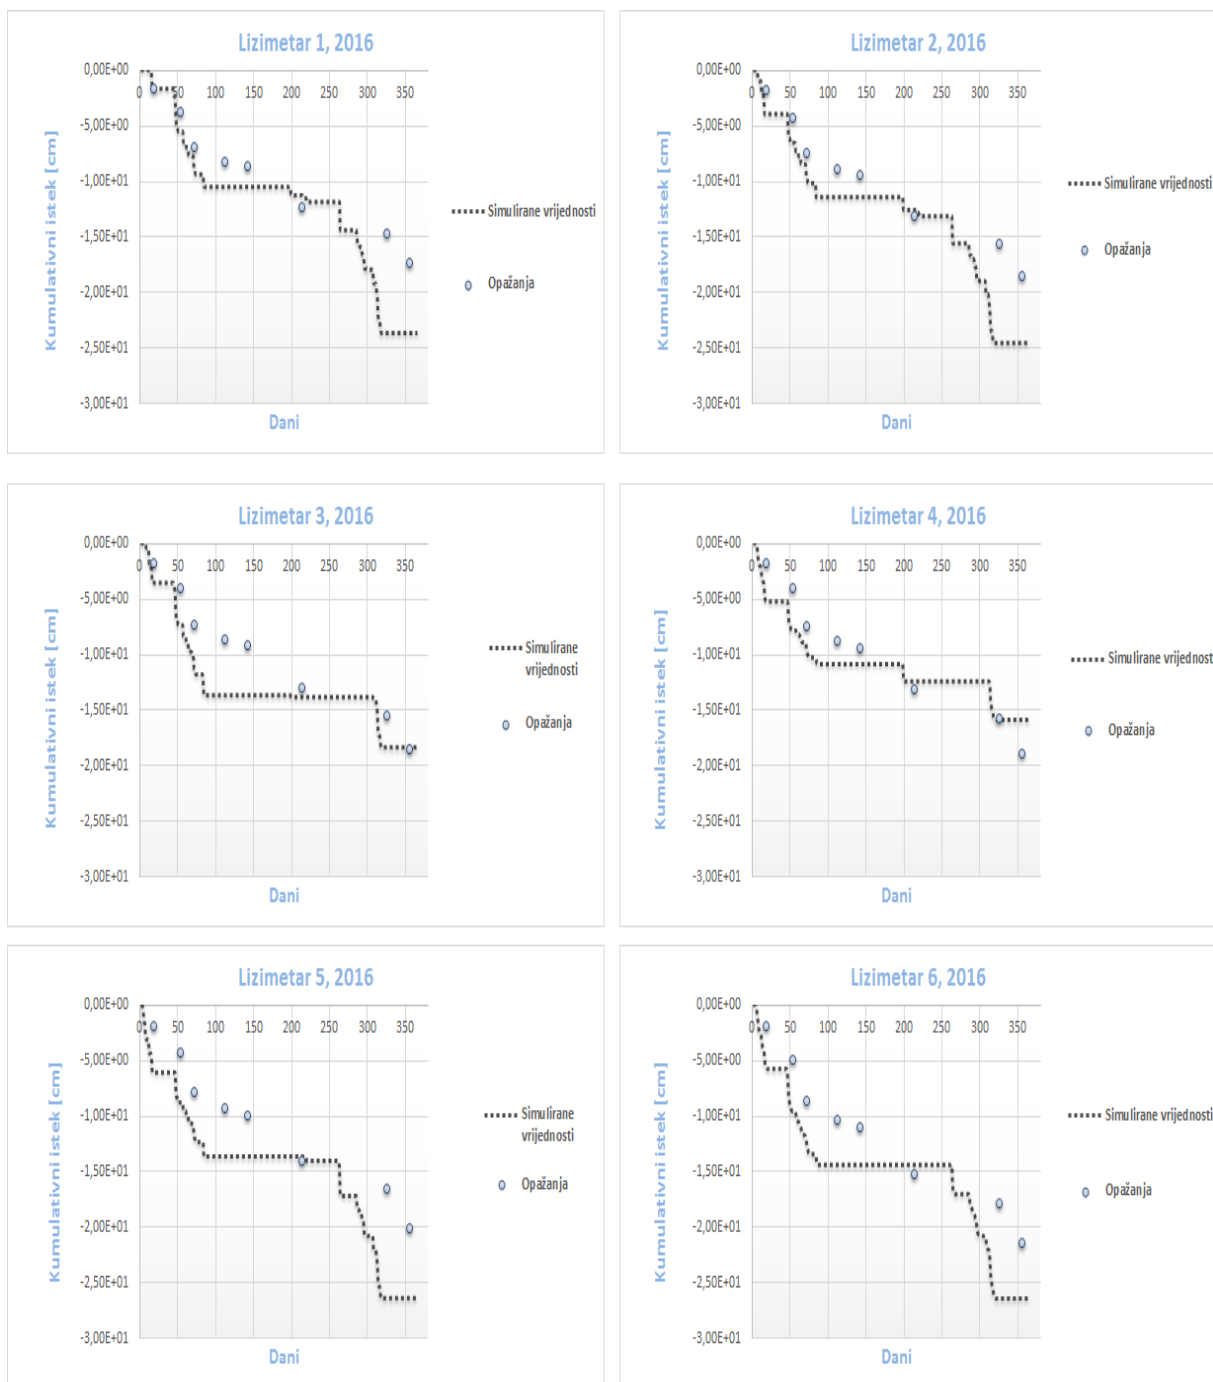 Lizimetar 1, 2016
0,00E+00
0 50 100 150 200 250 300 350
-5,00E+00
-1,00E+01
-1,50E+01
-2,00E+01
-2,50E+01
-3,00E+01
Kumulativni istek [cm]
Dani
Simulirane vrijednosti
Opažanja
Lizimetar 2, 2016
0,00E+00
0 50 100 150 200 250 300 350
-5,00E+00
-1,00E+01
-1,50E+01
-2,00E+01
-2,50E+01
-3,00E+01
Kumulativni istek [cm]
Dani
Simulirane vrijednosti
Opažanja
Lizimetar 3, 2016
0,00E+00
0 50 100 150 200 250 300 350
-5,00E+00
-1,00E+01
-1,50E+01
-2,00E+01
-2,50E+01
-3,00E+01
Kumulativni istek [cm]
Dani
Simulirane
vrijednosti
Opažanja
Lizimetar 4, 2016
0,00E+00
0 50 100 150 200 250 300 350
-5,00E+00
-1,00E+01
-1,50E+01
-2,00E+01
-2,50E+01
-3,00E+01
Kumulativni istek [cm]
Dani
Simulirane vrijednost
Opažanja
Lizimetar 5, 2016
0,00E+00
0 50 100 150 200 250 300 350
-5,00E+00
-1,00E+01
-1,50E+01
-2,00E+01
-2,50E+01
-3,00E+01
Kumulativni istek [cm]
Dani
Simulirane
vrijednosti
Opažanja
Lizimetar 6, 2016
0,00E+00
0 50 100 150 200 250 300 350
-5,00E+00
-1,00E+01
-1,50E+01
-2,00E+01
-2,50E+01
-3,00E+01
Kumulativni istek [cm]
Dani
Simulirane vrijednosti
Opažanja